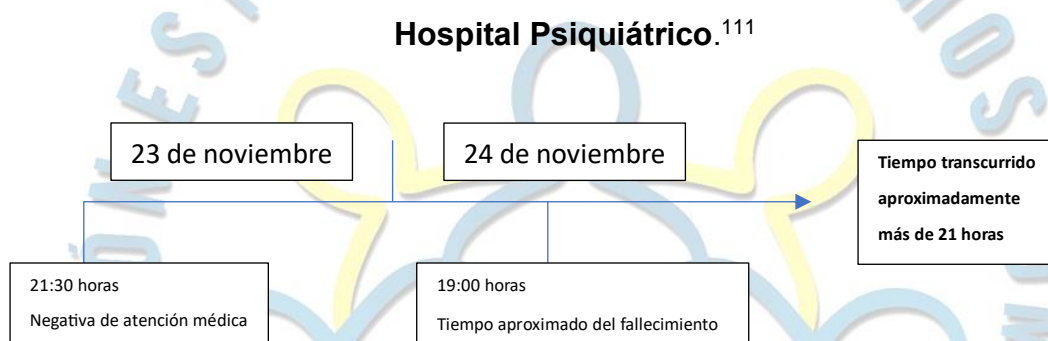 Hospital Psiquiátrico.111
23 de noviembre
24 de noviembre
Tiempo transcurrido
aproximadamente
más de 21 horas
21:30 horas
Negativa de atención médica
19:00 horas
Tiempo aproximado del fallecimiento